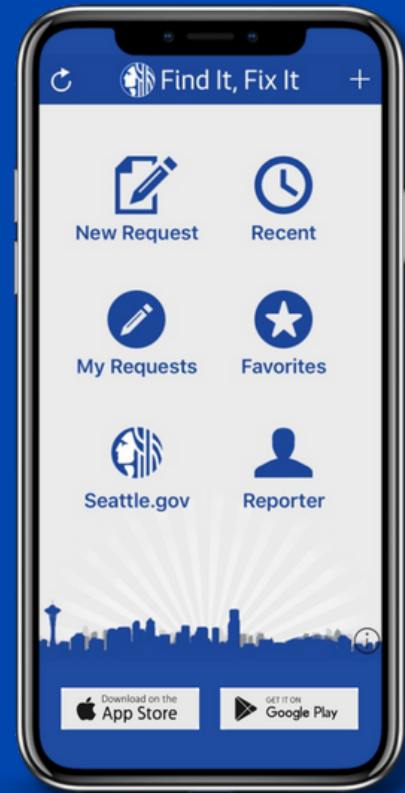 Find It, Fix It
New Request
Recent
My Requests
Favorites
Seattle.gov
Reporter
i
Download on the
App Store
GET IT ON
Google Play